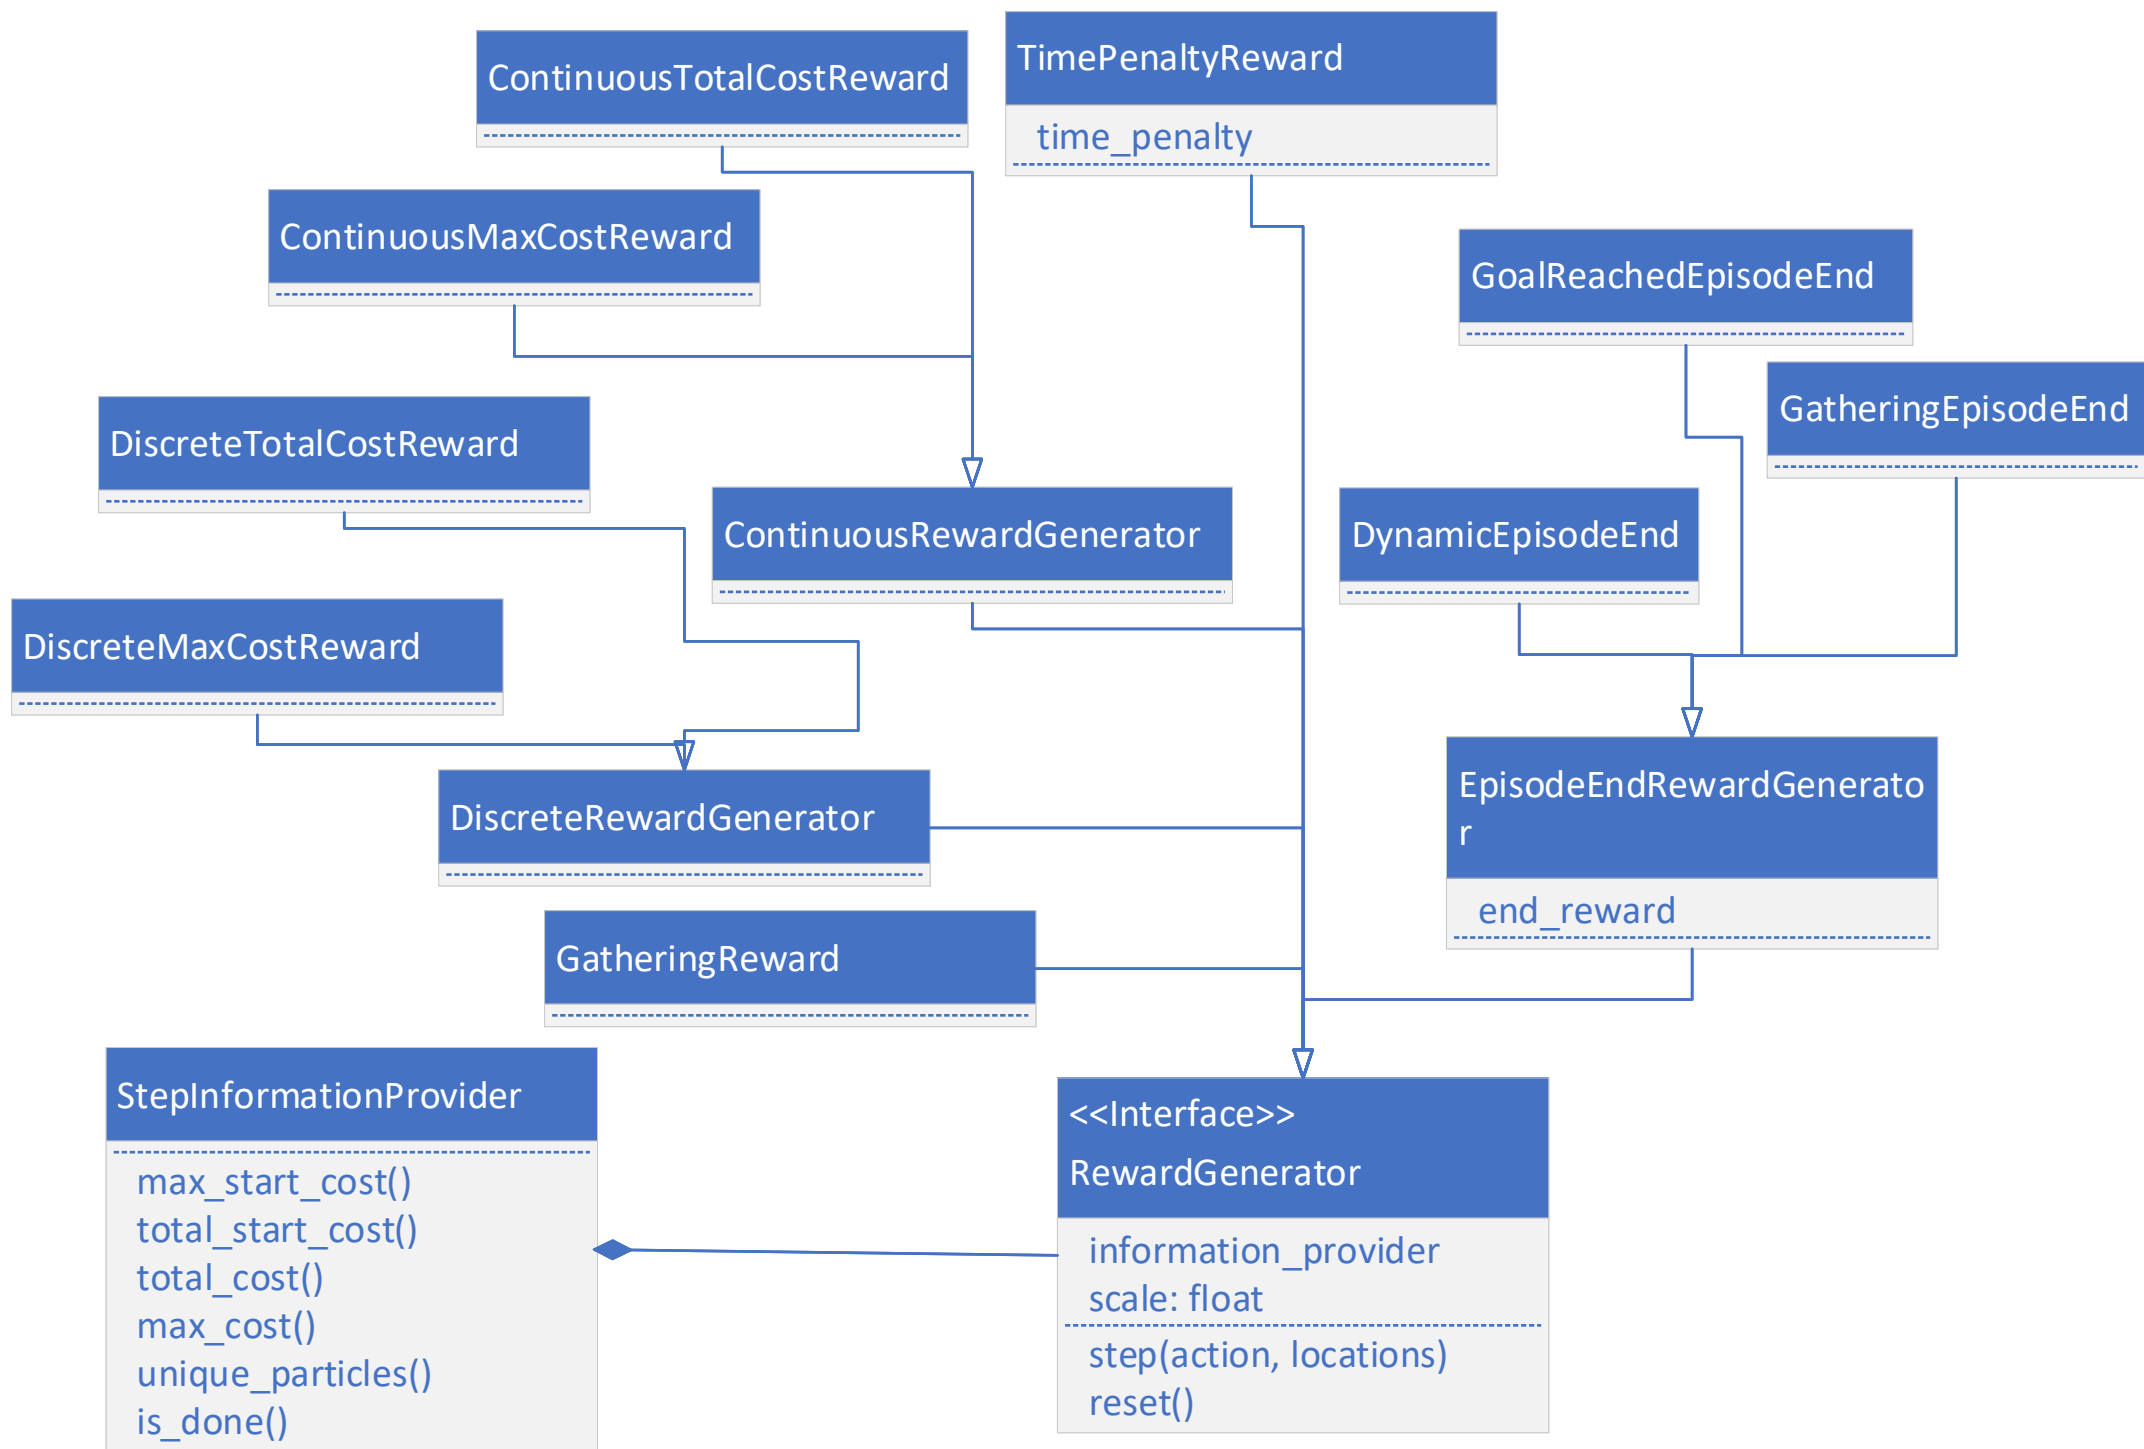 TimePenaltyReward
time_penalty
ContinuousTotalCostReward
ContinuousMaxCostReward
GoalReachedEpisodeEnd
GatheringEpisodeEnd
DiscreteTotalCostReward
ContinuousRewardGenerator
DynamicEpisodeEnd
DiscreteMaxCostReward
DiscreteRewardGenerator
EpisodeEndRewardGenerato
r
end_reward
GatheringReward
StepInformationProvider
max_start_cost()
total_start_cost()
total_cost()
max_cost()
unique_particles()
is_done()
<<Interface>>
RewardGenerator
information_provider
scale: float
step(action, locations)
reset()